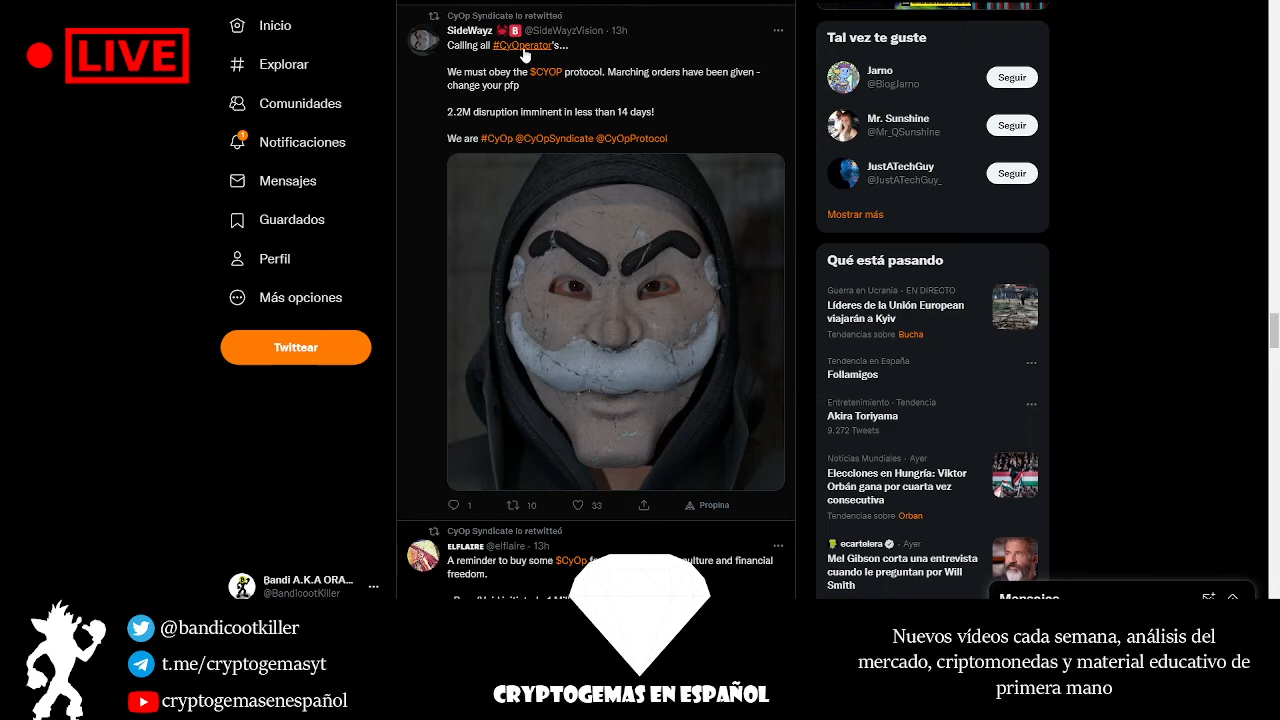 LIVE
Inicio
Explorar
Comunidades
1
Notificaciones
Mensajes
Guardados
Perfil
Más opciones
Twittear
Bandi A.K.A ORA...
@BandIcootKiller
CyOp Syndicate lo retwitteó
SideWayz B @SideWayzVision · 13h
Calling all #CyOperator's...
We must obey the $CYOP protocol. Marching orders have been given -
change your pfp
2.2M disruption imminent in less than 14 days!
We are #CyOp @CyOpSyndicate @CyOpProtocol
1 10 33 Propina
CyOp Syndicate lo retwitteó
ELFLAIRE @elflaire · 13h
A reminder to buy some $CyOp ulture and financial
freedom.
Tal vez te guste
Jarno
@BlogJarno
Seguir
Mr. Sunshine
@Mr_QSunshine
Seguir
JustATechGuy
@JustATechGuy_
Seguir
Mostrar más
Qué está pasando
Guerra en Ucrania · EN DIRECTO
Líderes de la Unión European
viajarán a Kyiv
Tendencias sobre Bucha
Tendencia en España
Follamigos
Entretenimiento · Tendencia
Akira Toriyama
9.272 Tweets
Noticias Mundiales · Ayer
Elecciones en Hungría: Viktor
Orbán gana por cuarta vez
consecutiva
Tendencias sobre Orban
ecartelera · Ayer
Mel Gibson corta una entrevista
cuando le preguntan por Will
Smith
Mensajes
@bandicootkiller
t.me/cryptogemasyt
cryptogemasenespañol
CRYPTOGEMAS EN ESPAÑOL
Nuevos vídeos cada semana, análisis del
mercado, criptomonedas y material educativo de
primera mano